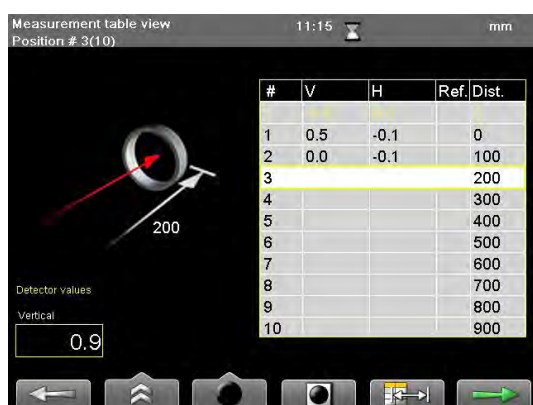 Measurement table view 11:15 mm
Position # 3(10)
# V H Ref. Dist.
1 0.5 -0.1 0
2 0.0 -0.1 100
3 200
4 300
5 400
6 500
7 600
8 700
9 800
10 900
200
Detector values
Vertical
0.9